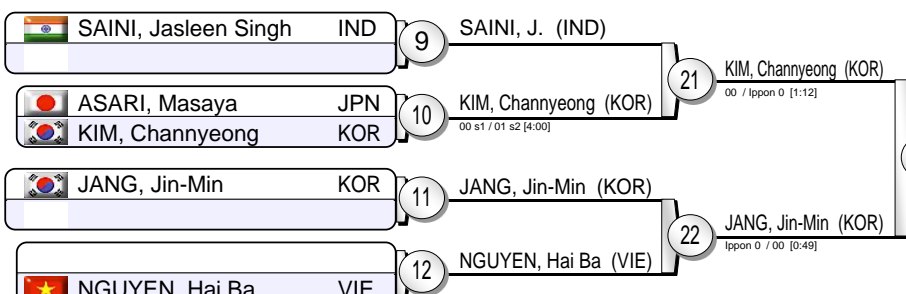 SAINI, Jasleen Singh IND
9
SAINI, J. (IND)
ASARI, Masaya JPN
KIM, Channyeong KOR
10
KIM, Channyeong (KOR)
00 s1 / 01 s2 [4:00]
21
KIM, Channyeong (KOR)
00 / Ippon 0 [1:12]
JANG, Jin-Min KOR
11
JANG, Jin-Min (KOR)
NGUYEN, Hai Ba VIE
12
NGUYEN, Hai Ba (VIE)
22
JANG, Jin-Min (KOR)
Ippon 0 / 00 [0:49]